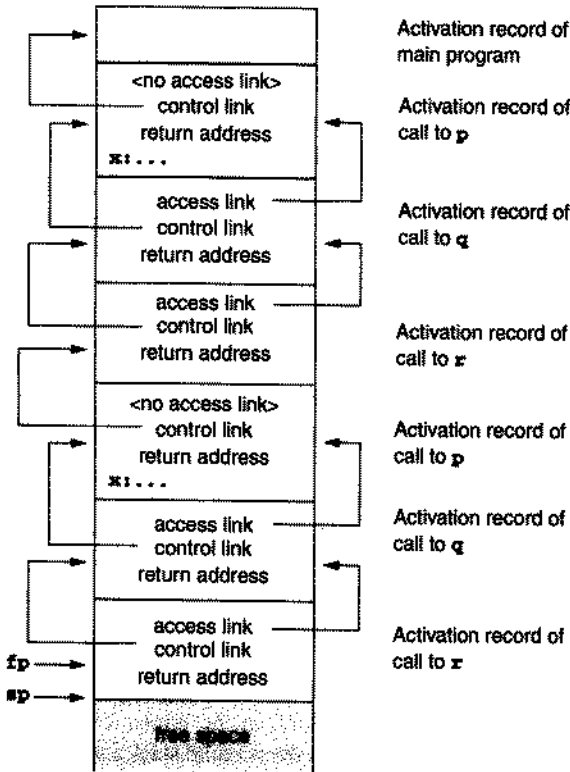 Activation record of
main program
<no access link>
control link
return address
x:...
Activation record of
call to p
access link
control link
return address
Activation record of
call to q
access link
control link
return address
Activation record of
call to r
<no access link>
control link
return address
x:...
Activation record of
call to p
access link
control link
return address
Activation record of
call to q
access link
control link
return address
Activation record of
call to r
fp
sp
free space